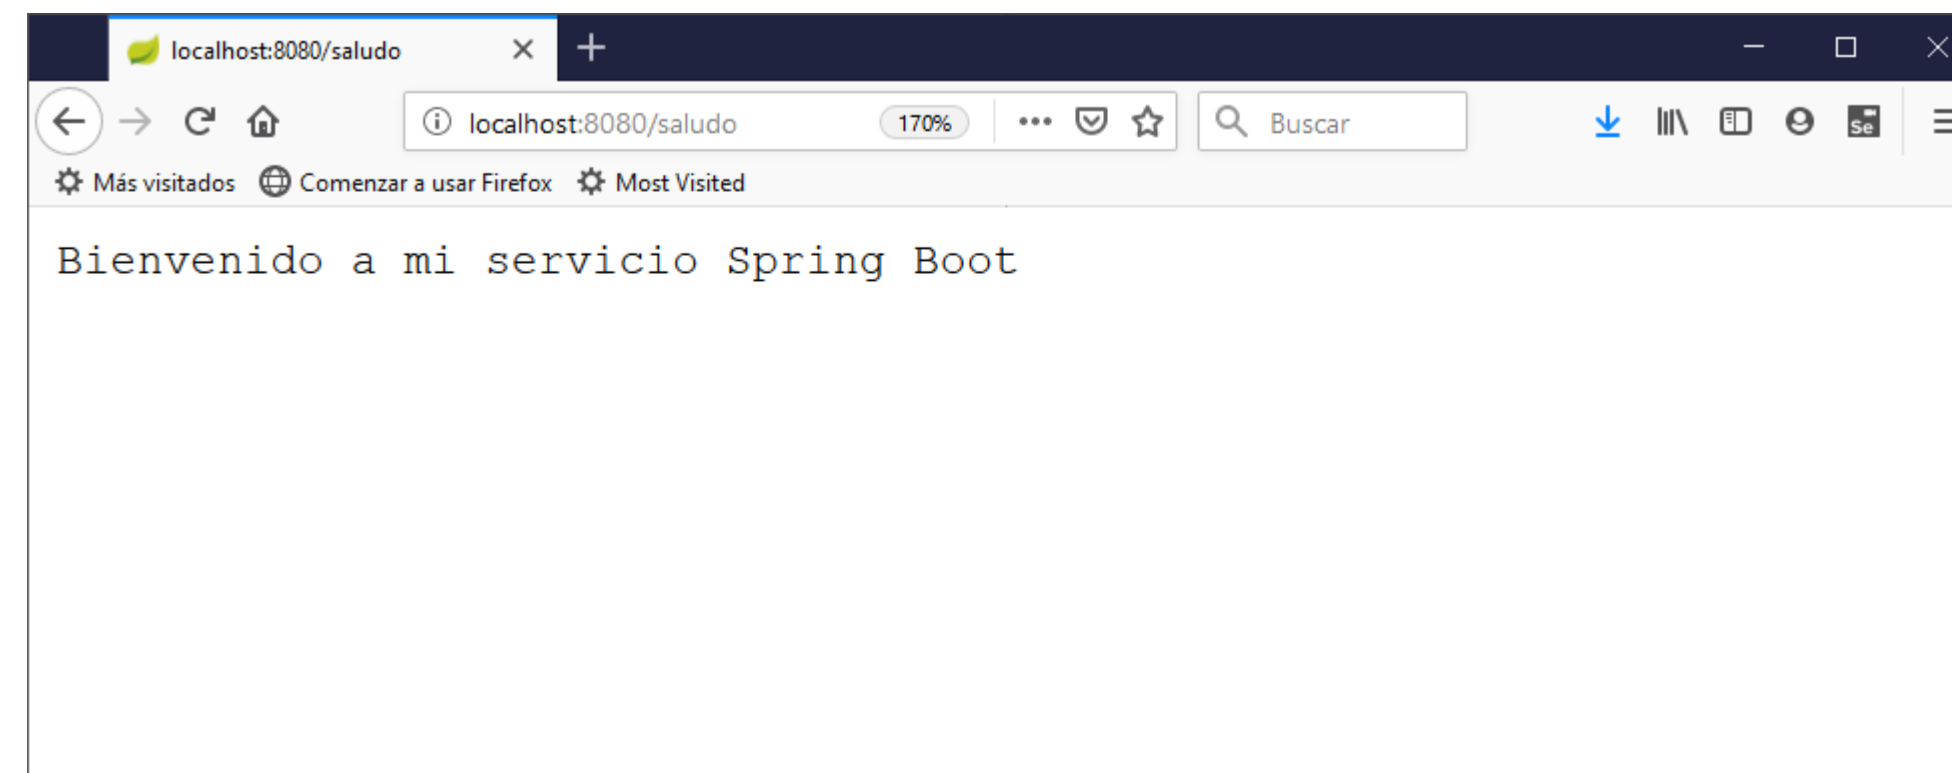 localhost:8080/saludo
localhost:8080/saludo 170% Buscar Se
Más visitados Comenzar a usar Firefox Most Visited
Bienvenido a mi servicio Spring Boot